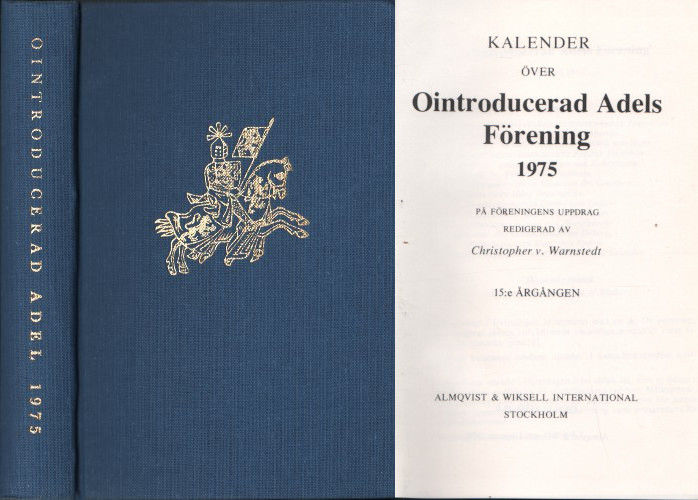 OINTRODUCERAD ADEL 1975
KALENDER
ÖVER
Ointroducerad Adels
Förening
1975
PÅ FÖRENINGENS UPPDRAG
REDIGERAD AV
Christopher v. Warnstedt
15:e ÅRGÅNGEN
ALMQVIST & WIKSELL INTERNATIONAL
STOCKHOLM